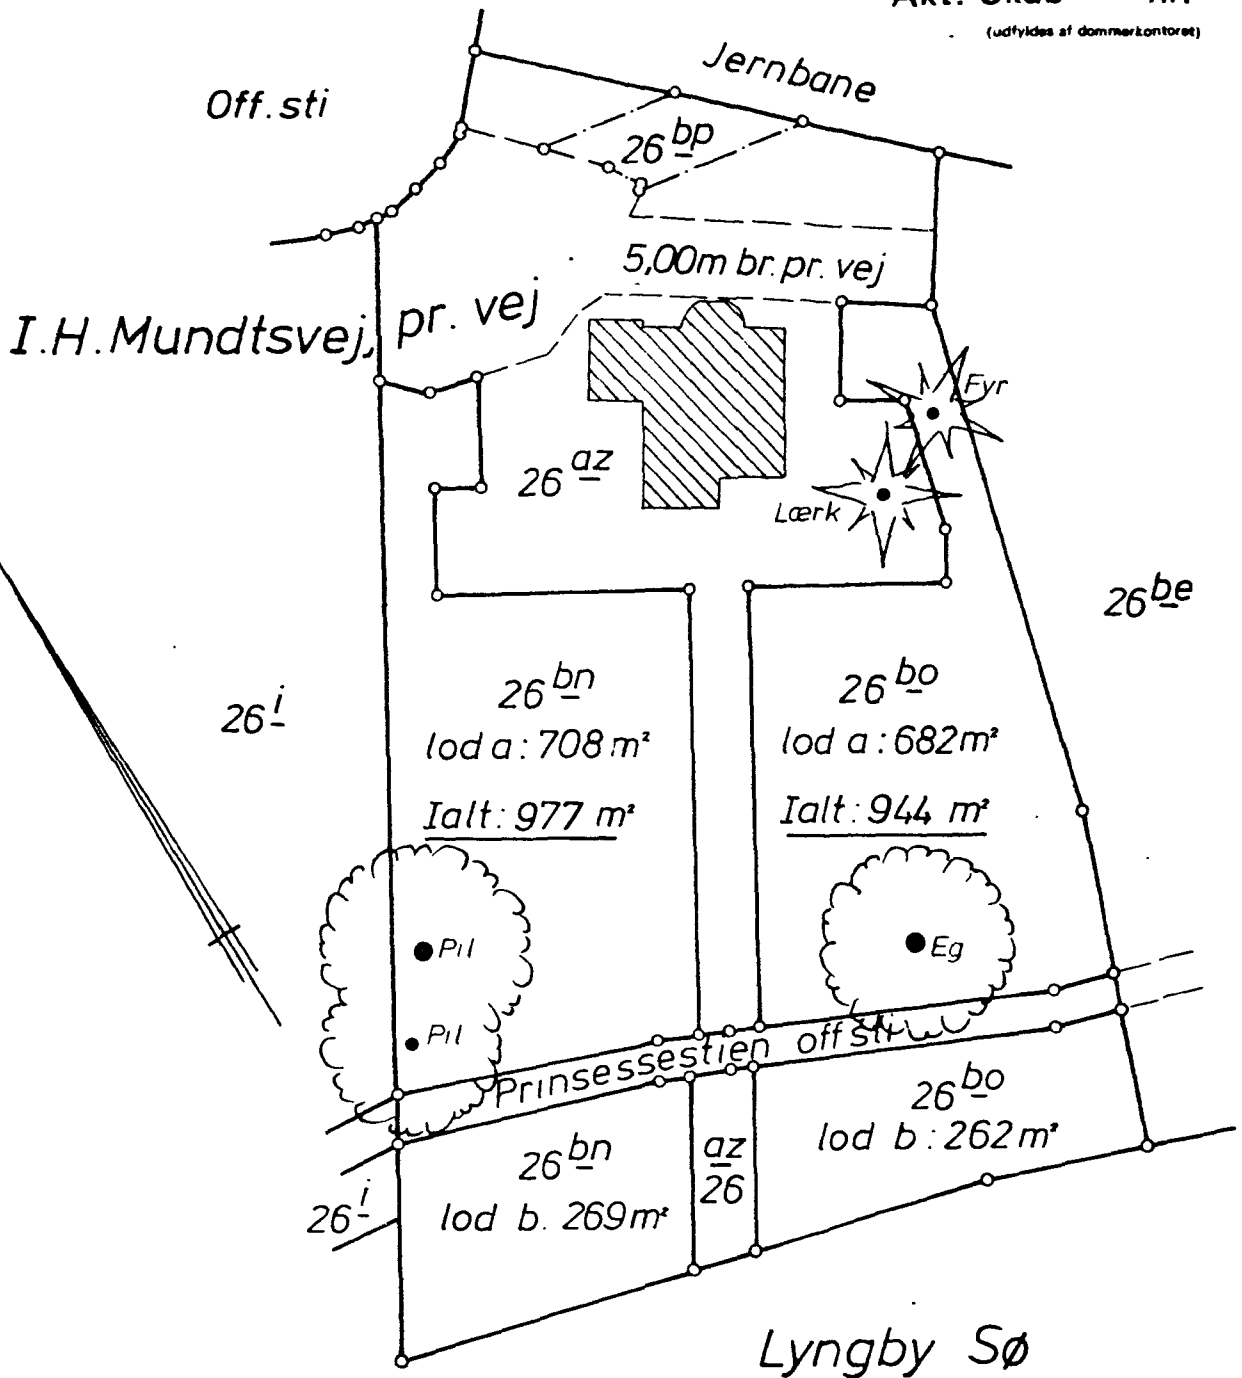 (udfyldes af dommerkontoret)
Jernbane
Off. sti
26 bp
5,00m br. pr. vej
I.H. Mundtsvej, pr. vej
Fyr
26 az
Lærk
26 be
26 bn
lod a: 708 m²
Ialt: 977 m²
26 bo
lod a: 682 m²
Ialt: 944 m²
26 i
Pil
Eg
Pil
Prinsessestien off sti
26 bn
lod b. 269 m²
az
26
26 bo
lod b: 262 m²
26 i
Lyngby Sø